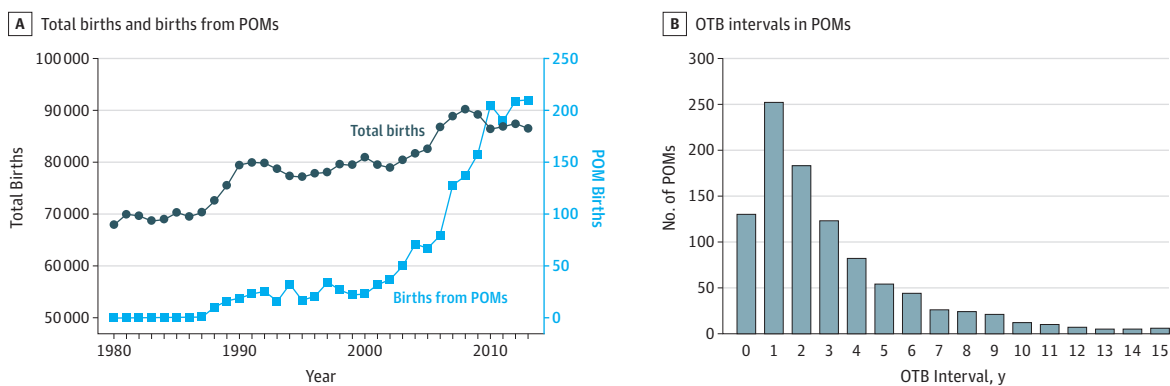 A Total births and births from POMs
100 000
90 000
80 000
70 000
60 000
50 000
Total Births
250
200
150
100
50
0
POM Births
Total births
Births from POMs
1980 1990 2000 2010
Year
B OTB intervals in POMs
300
250
200
150
100
50
0
No. of POMs
0 1 2 3 4 5 6 7 8 9 10 11 12 13 14 15
OTB Interval, y